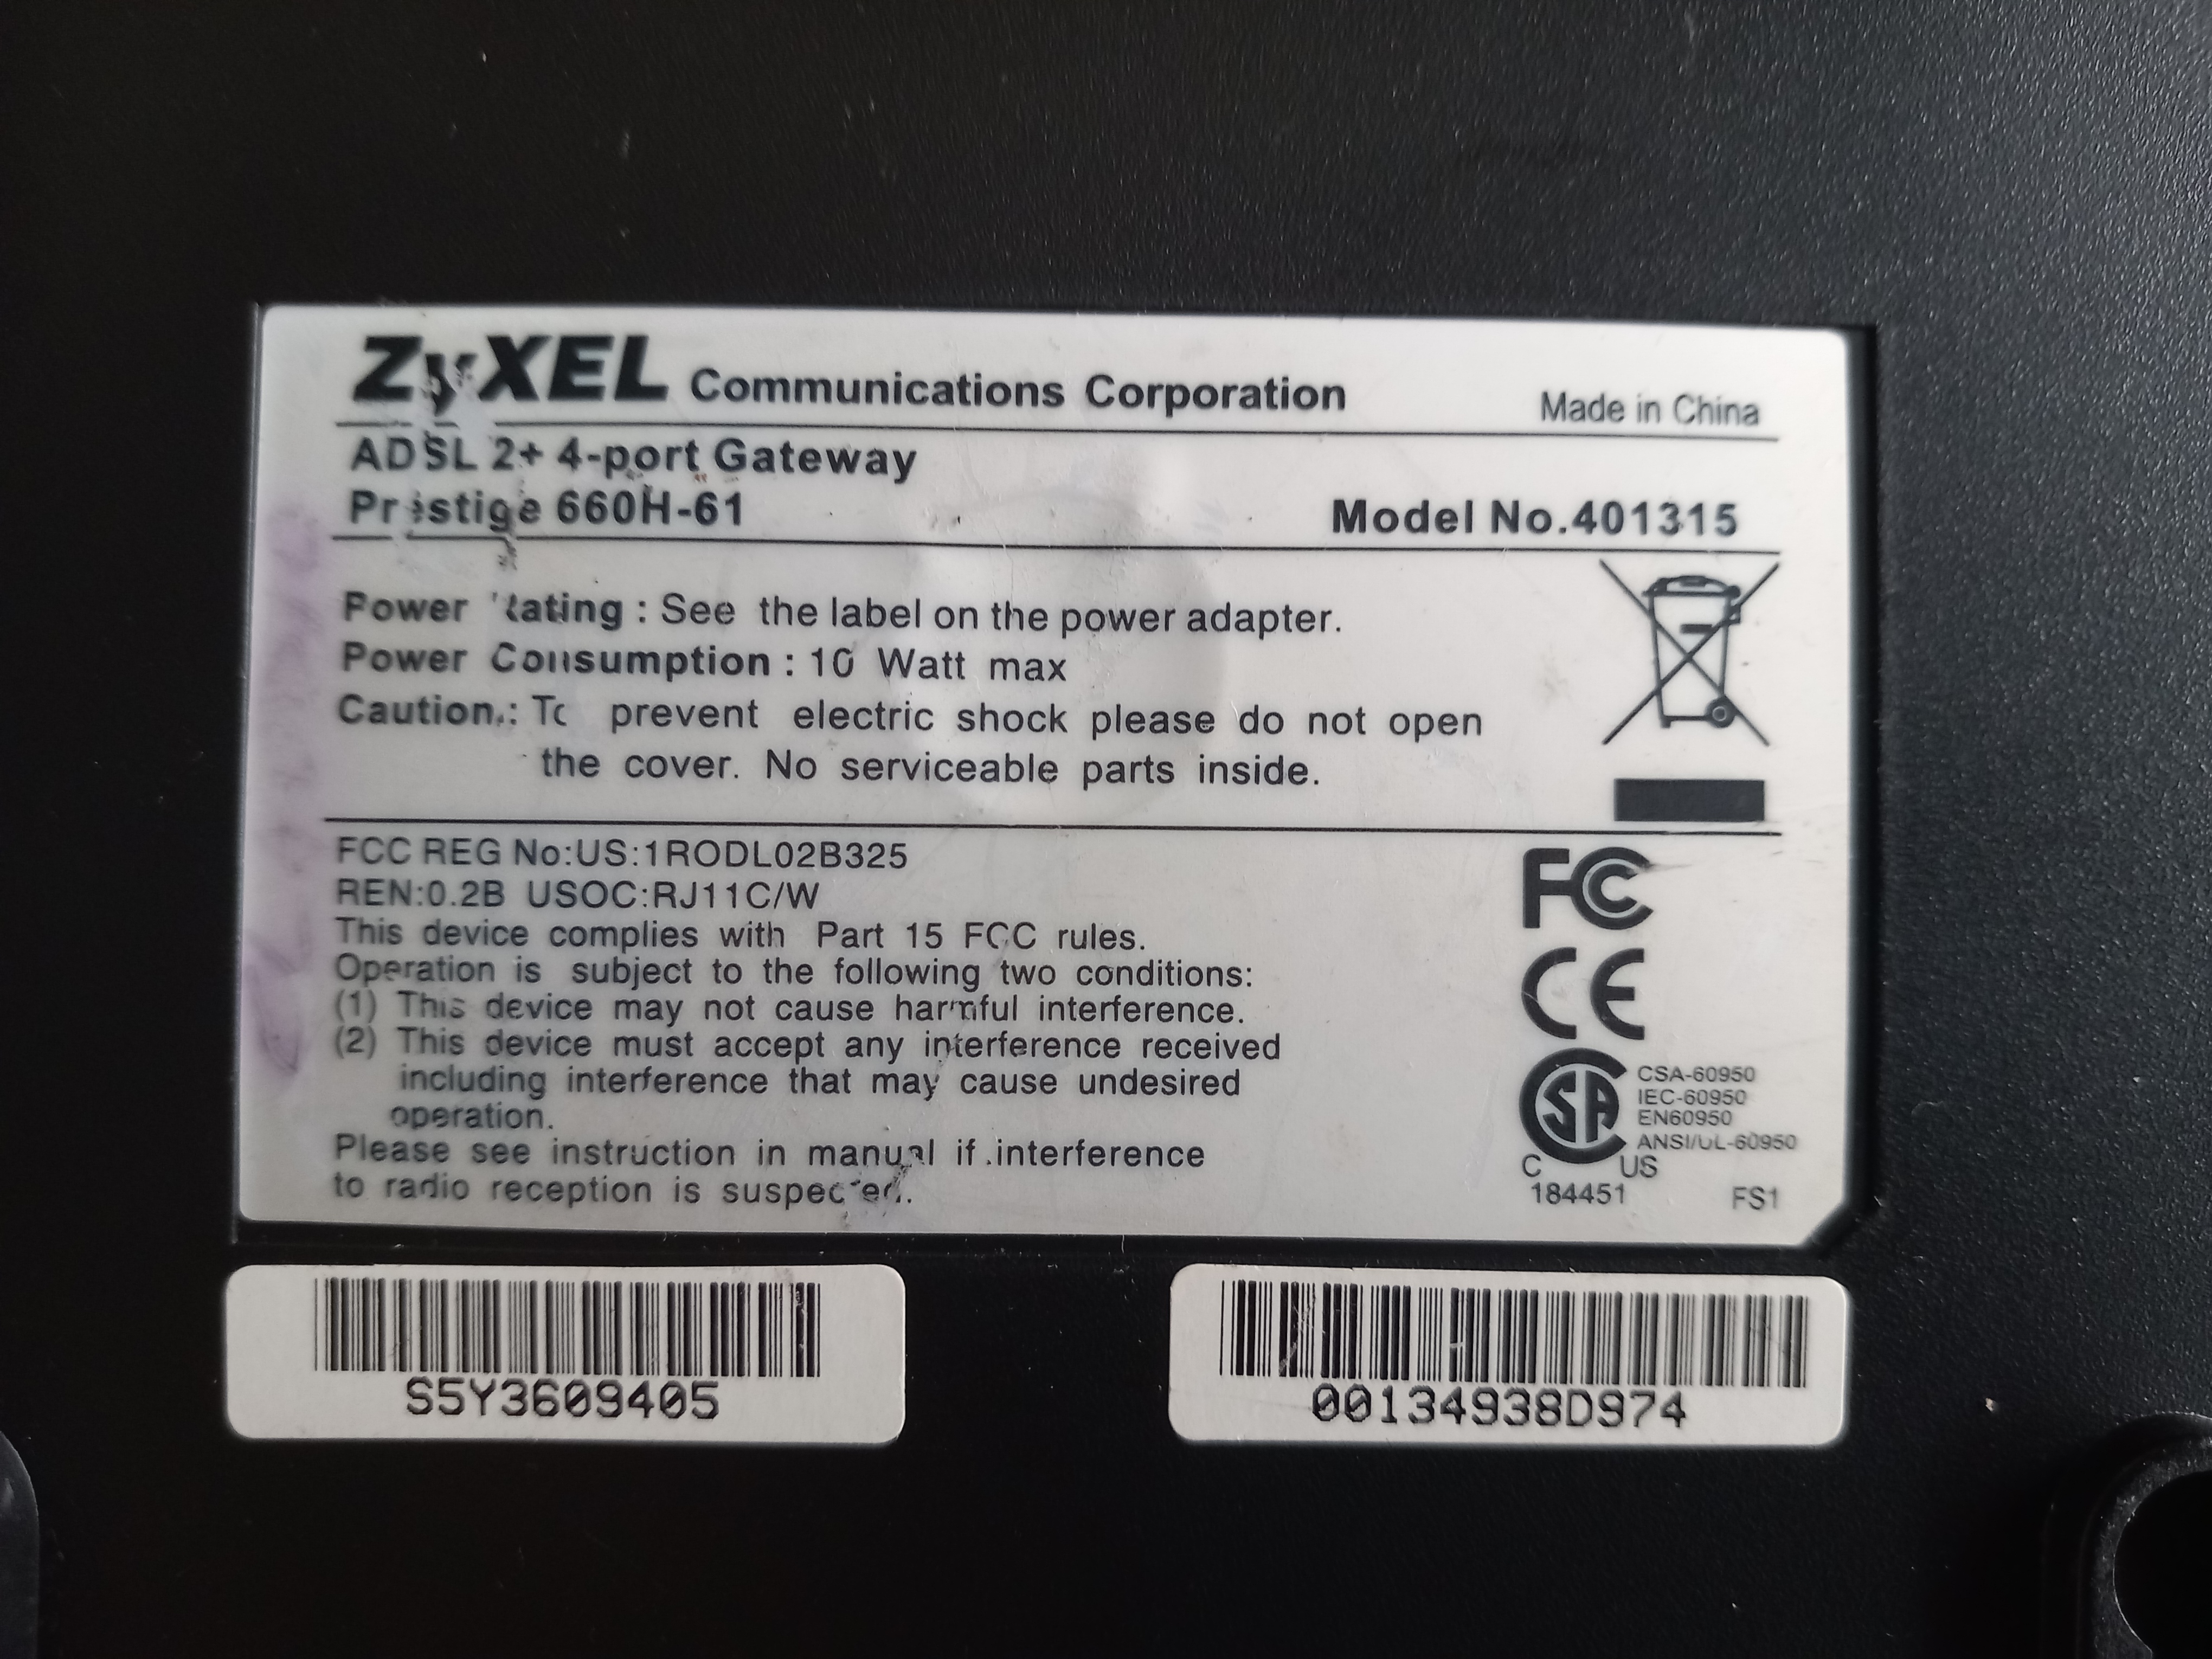 ZyXEL Communications Corporation Made in China
ADSL 2+ 4-port Gateway
Prestige 660H-61 Model No.401315
Power Rating : See the label on the power adapter.
Power Consumption : 10 Watt max
Caution : To prevent electric shock please do not open
the cover. No serviceable parts inside.
FCC REG No:US:1RODL02B325
REN:0.2B USOC:RJ11C/W
This device complies with Part 15 FCC rules.
Operation is subject to the following two conditions:
(1) This device may not cause harmful interference.
(2) This device must accept any interference received
including interference that may cause undesired
operation.
Please see instruction in manual if interference
to radio reception is suspected.
FC
CE
SA
CSA-60950
IEC-60950
EN60950
ANSI/UL-60950
C US
184451 FS1
S5Y3609405
00134938D974